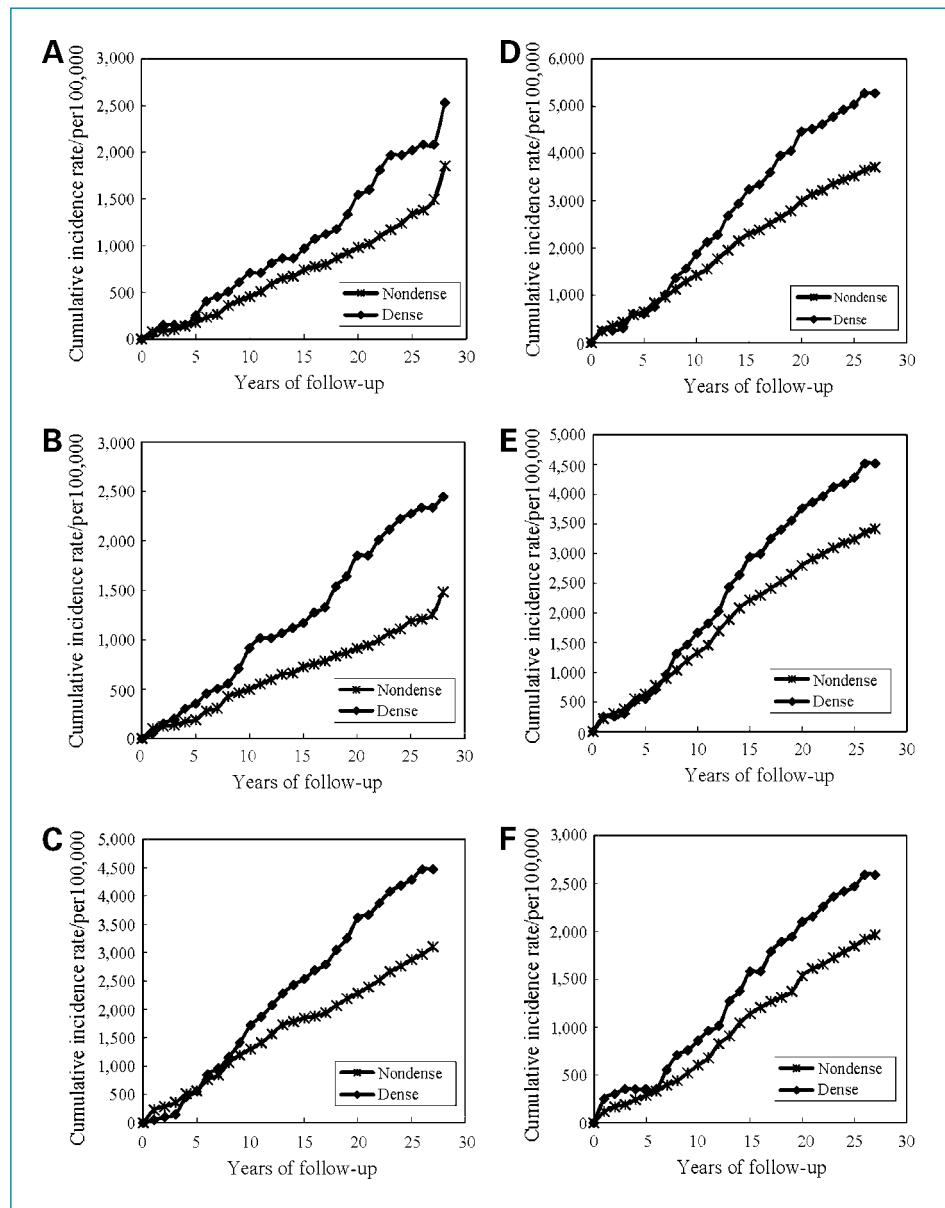 A
Cumulative incidence rate/per100,000
3,000
2,500
2,000
1,500
1,000
500
0
0 5 10 15 20 25 30
Nondense
Dense
Years of follow-up
D
Cumulative incidence rate/per100,000
6,000
5,000
4,000
3,000
2,000
1,000
0
0 5 10 15 20 25 30
Nondense
Dense
Years of follow-up
B
Cumulative incidence rate/per100,000
3,000
2,500
2,000
1,500
1,000
500
0
0 5 10 15 20 25 30
Nondense
Dense
Years of follow-up
E
Cumulative incidence rate/per100,000
5,000
4,500
4,000
3,500
3,000
2,500
2,000
1,500
1,000
500
0
0 5 10 15 20 25 30
Nondense
Dense
Years of follow-up
C
Cumulative incidence rate/per100,000
5,000
4,500
4,000
3,500
3,000
2,500
2,000
1,500
1,000
500
0
0 5 10 15 20 25 30
Nondense
Dense
Years of follow-up
F
Cumulative incidence rate/per100,000
3,000
2,500
2,000
1,500
1,000
500
0
0 5 10 15 20 25 30
Nondense
Dense
Years of follow-up